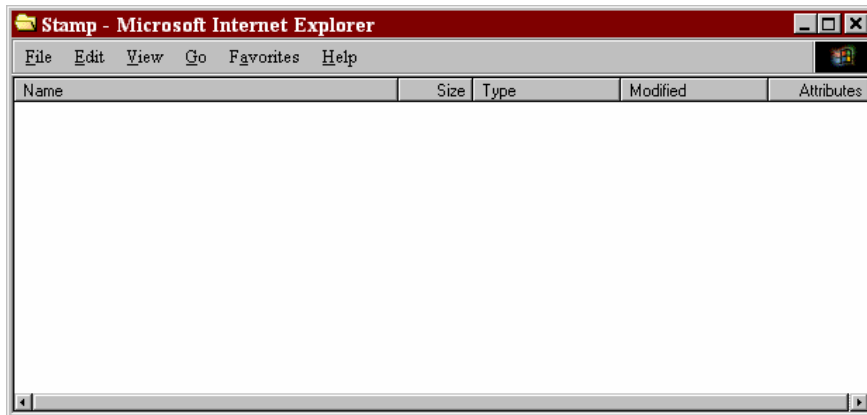 Stamp - Microsoft Internet Explorer
File Edit View Go Favorites Help
Name Size Type Modified Attributes